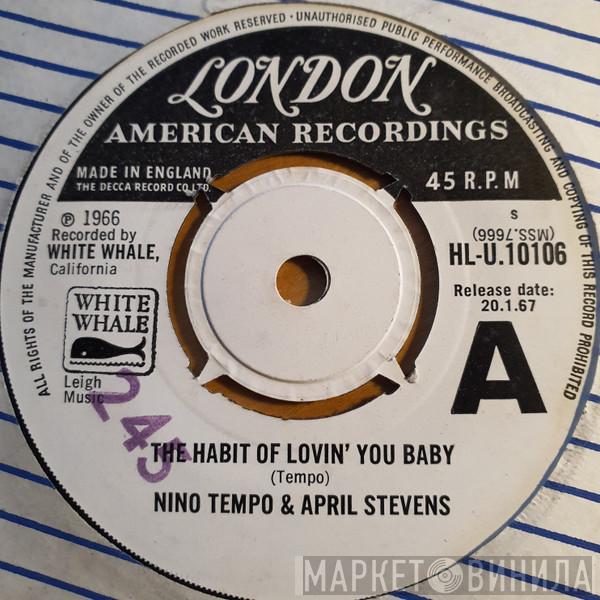 ALL RIGHTS OF THE MANUFACTURER AND OF THE OWNER OF THE RECORDED WORK RESERVED · UNAUTHORISED PUBLIC PERFORMANCE BROADCASTING AND COPYING OF THIS RECORD PROHIBITED
LONDON
AMERICAN RECORDINGS
MADE IN ENGLAND
THE DECCA RECORD CO LTD.
45 R.P.M
℗ 1966
Recorded by
WHITE WHALE,
California
S
(MSS.7666)
HL-U.10106
Release date:
20.1.67
WHITE
WHALE
A
Leigh
Music
245
THE HABIT OF LOVIN' YOU BABY
(Tempo)
NINO TEMPO & APRIL STEVENS
МАРКЕТ ВИНИЛА